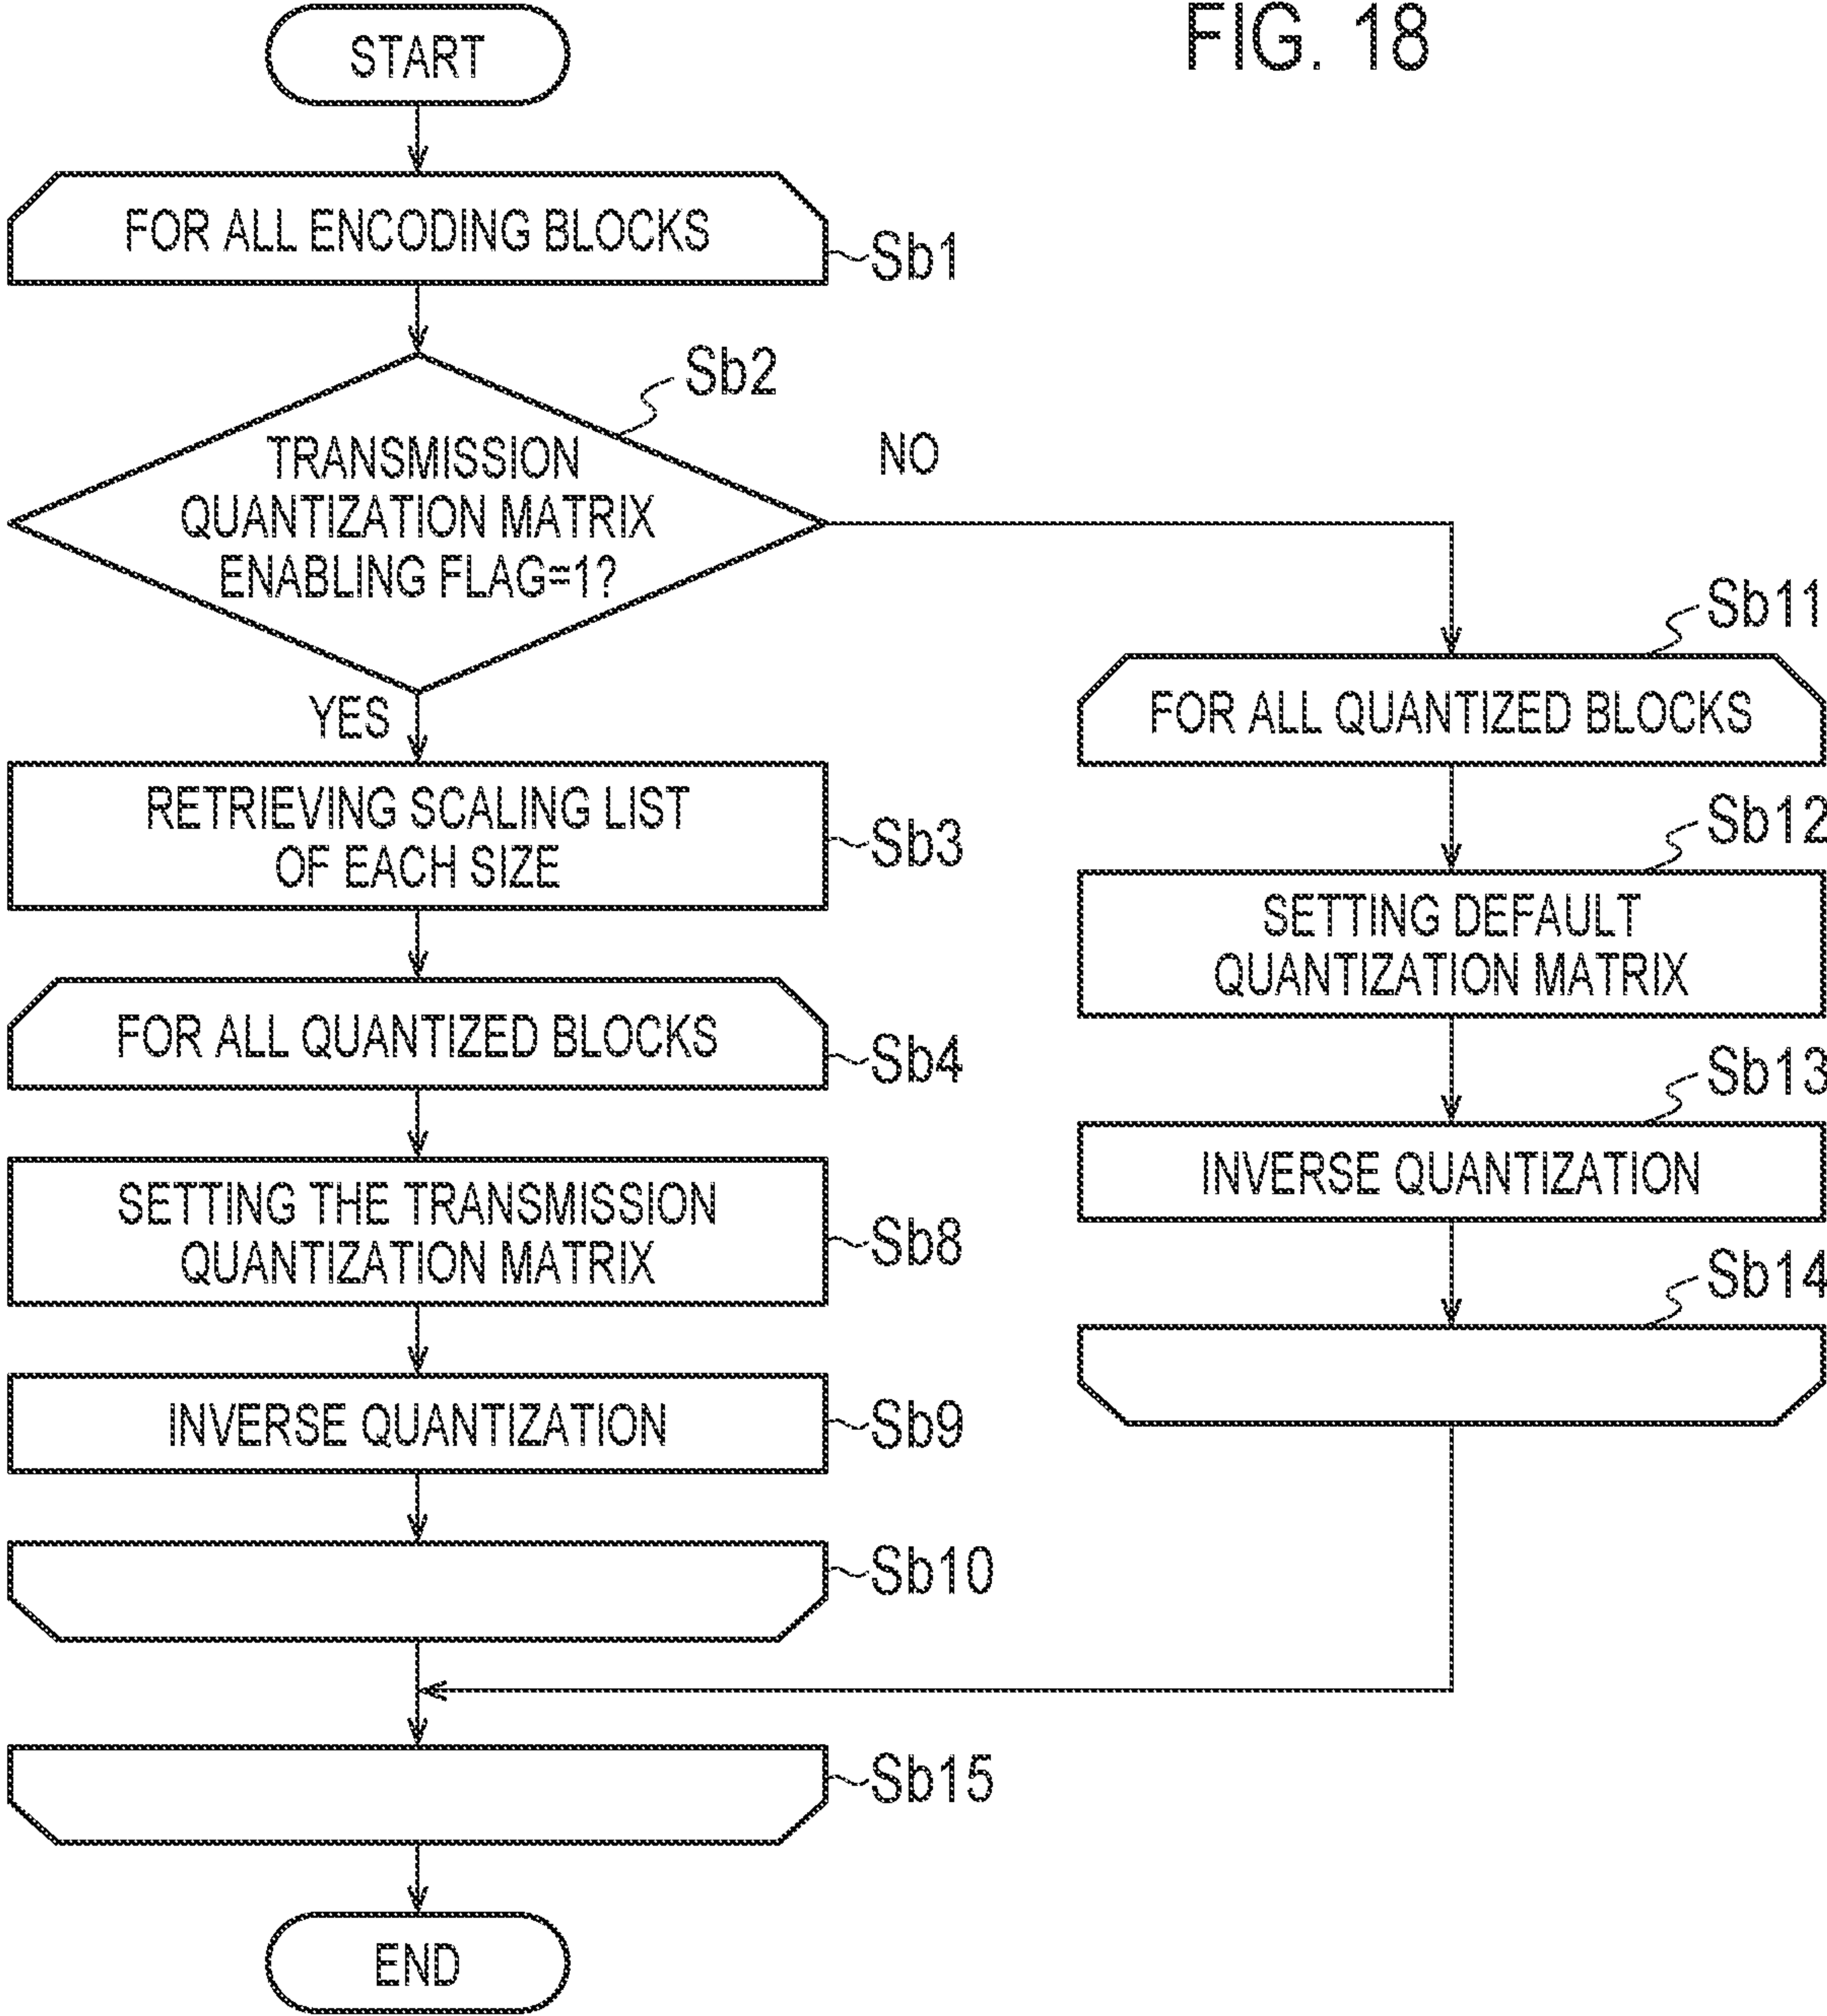 FIG. 18
START
FOR ALL ENCODING BLOCKS
Sb1
Sb2
TRANSMISSION
QUANTIZATION MATRIX
ENABLING FLAG=1?
NO
YES
RETRIEVING SCALING LIST
OF EACH SIZE
Sb3
FOR ALL QUANTIZED BLOCKS
Sb4
SETTING THE TRANSMISSION
QUANTIZATION MATRIX
Sb8
INVERSE QUANTIZATION
Sb9
Sb10
Sb11
FOR ALL QUANTIZED BLOCKS
Sb12
SETTING DEFAULT
QUANTIZATION MATRIX
Sb13
INVERSE QUANTIZATION
Sb14
Sb15
END